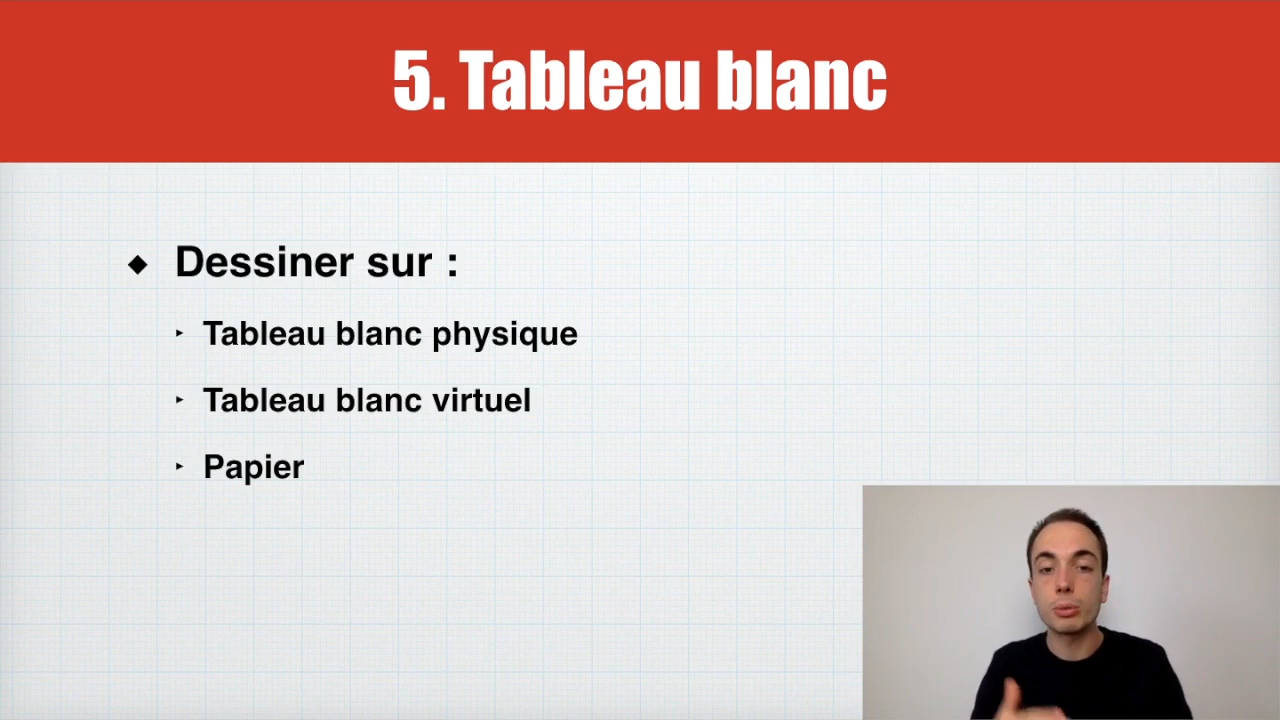 5. Tableau blanc
Dessiner sur :
Tableau blanc physique
Tableau blanc virtuel
Papier